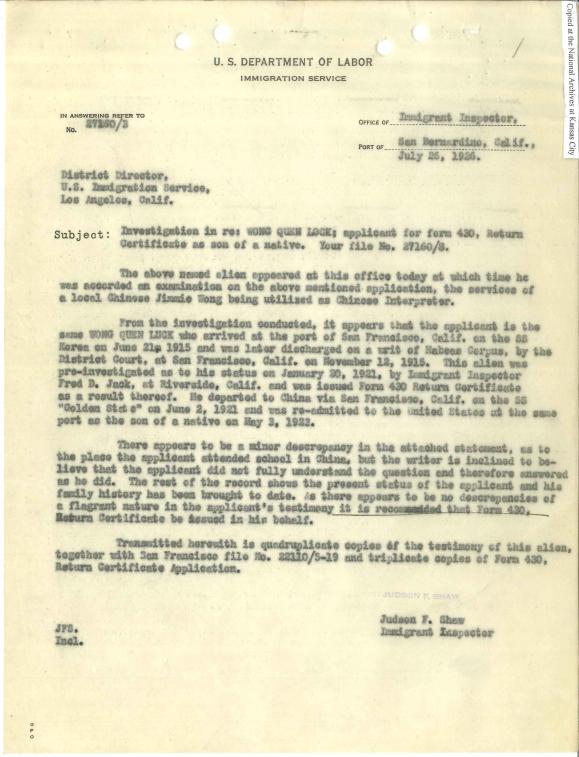 Copied at the National Archives at Kansas City
U. S. DEPARTMENT OF LABOR
IMMIGRATION SERVICE
IN ANSWERING REFER TO
No. 27160/3
OFFICE OF Immigrant Inspector,
PORT OF San Bernardino, Calif.,
July 26, 1926.
District Director,
U.S. Immigration Service,
Los Angeles, Calif.
Subject: Investigation in re: WONG QUEN LUCK; applicant for form 430, Return
Certificate as son of a native. Your file No. 27160/3.
The above named alien appeared at this office today at which time he
was accorded an examination on the above mentioned application, the services of
a local Chinese Jimmie Wong being utilized as Chinese Interpreter.
From the investigation conducted, it appears that the applicant is the
same WONG QUEN LUCK who arrived at the port of San Francisco, Calif. on the SS
Korea on June 21, 1915 and was later discharged on a writ of Habeas Corpus, by the
District Court, at San Francisco, Calif. on November 12, 1915. This alien was
pre-investigated as to his status on January 20, 1921, by Immigrant Inspector
Fred D. Jack, at Riverside, Calif. and was issued Form 430 Return Certificate
as a result thereof. He departed to China via San Francisco, Calif. on the SS
"Golden State" on June 2, 1921 and was re-admitted to the United States at the same
port as the son of a native on May 3, 1922.
There appears to be a minor descrepancy in the attached statement, as to
the place the applicant attended school in China, but the writer is inclined to be-
lieve that the applicant did not fully understand the question and therefore answered
as he did. The rest of the record shows the present status of the applicant and his
family history has been brought to date. As there appears to be no descrepancies of
a flagrant nature in the applicant's testimony it is recommended that Form 430,
Return Certificate be issued in his behalf.
Transmitted herewith is quadruplicate copies of the testimony of this alien,
together with San Francisco file No. 22110/5-19 and triplicate copies of Form 430,
Return Certificate Application.
JUDSON F. SHAW
Judson F. Shaw
Immigrant Inspector
JFS.
Incl.